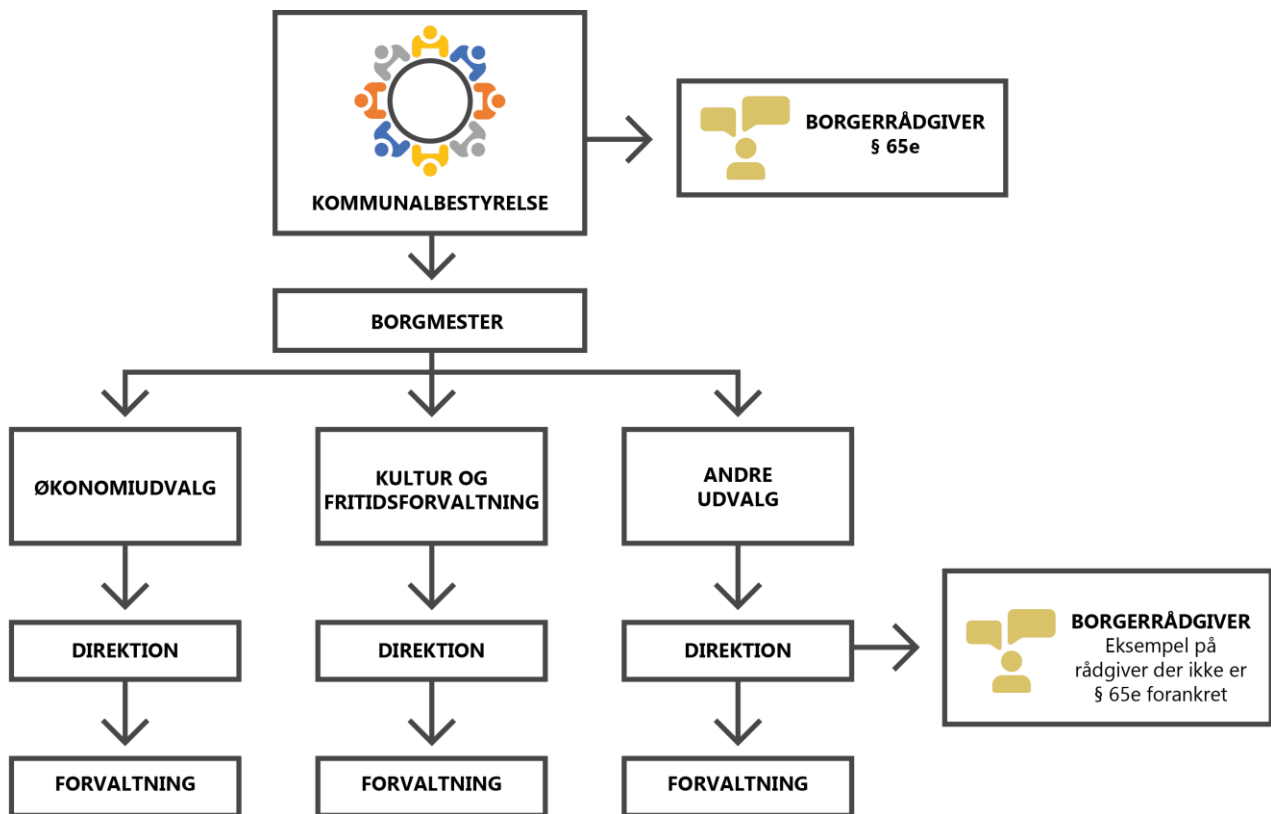 KOMMUNALBESTYRELSE
BORGERRÅDGIVER
§ 65e
BORGMESTER
ØKONOMIUDVALG
KULTUR OG
FRITIDSFORVALTNING
ANDRE
UDVALG
DIREKTION
DIREKTION
DIREKTION
BORGERRÅDGIVER
Eksempel på
rådgiver der ikke er
§ 65e forankret
FORVALTNING
FORVALTNING
FORVALTNING